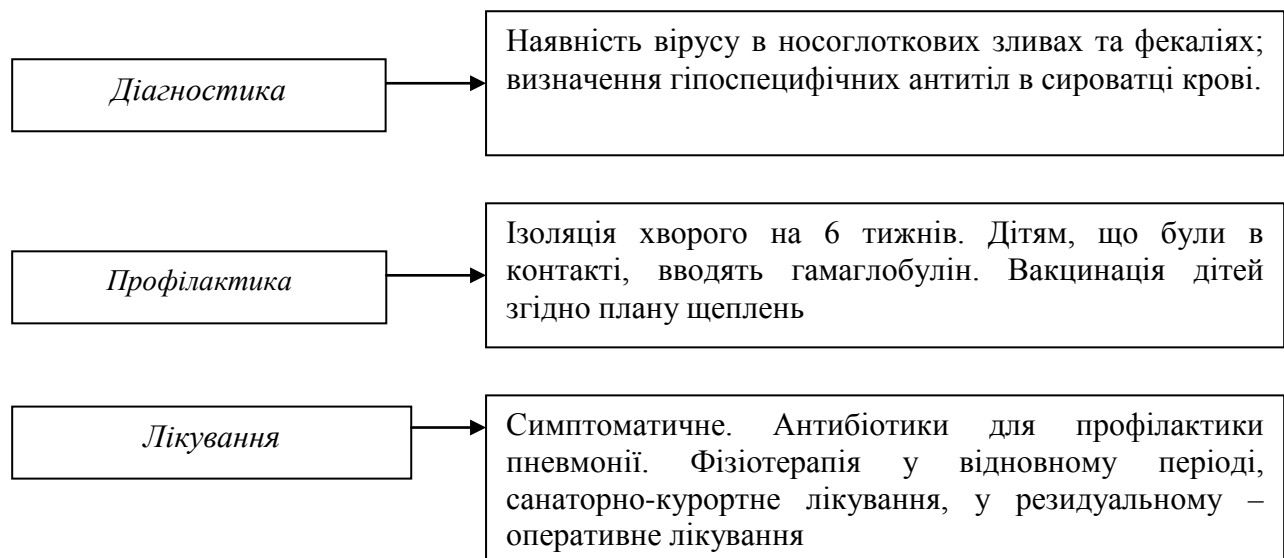 Діагностика
Наявність вірусу в носоглоткових зливах та фекаліях;
визначення гіпоспецифічних антитіл в сироватці крові.
Профілактика
Ізоляція хворого на 6 тижнів. Дітям, що були в
контакті, вводять гамаглобулін. Вакцинація дітей
згідно плану щеплень
Лікування
Симптоматичне. Антибіотики для профілактики
пневмонії. Фізіотерапія у відновному періоді,
санаторно-курортне лікування, у резидуальному –
оперативне лікування